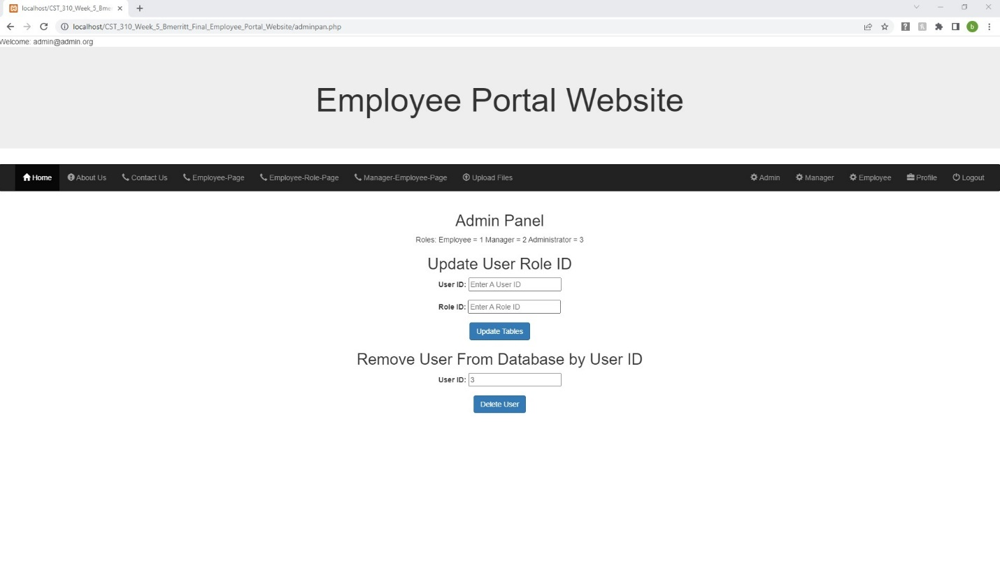 localhost/CST_310_Week_5_Bme
localhost/CST_310_Week_5_Bmerritt_Final_Employee_Portal_Website/adminpan.php
b
Welcome: admin@admin.org
Employee Portal Website
Home About Us Contact Us Employee-Page Employee-Role-Page Manager-Employee-Page Upload Files Admin Manager Employee Profile Logout
Admin Panel
Roles: Employee = 1 Manager = 2 Administrator = 3
Update User Role ID
User ID: Enter A User ID
Role ID: Enter A Role ID
Update Tables
Remove User From Database by User ID
User ID: 3
Delete User